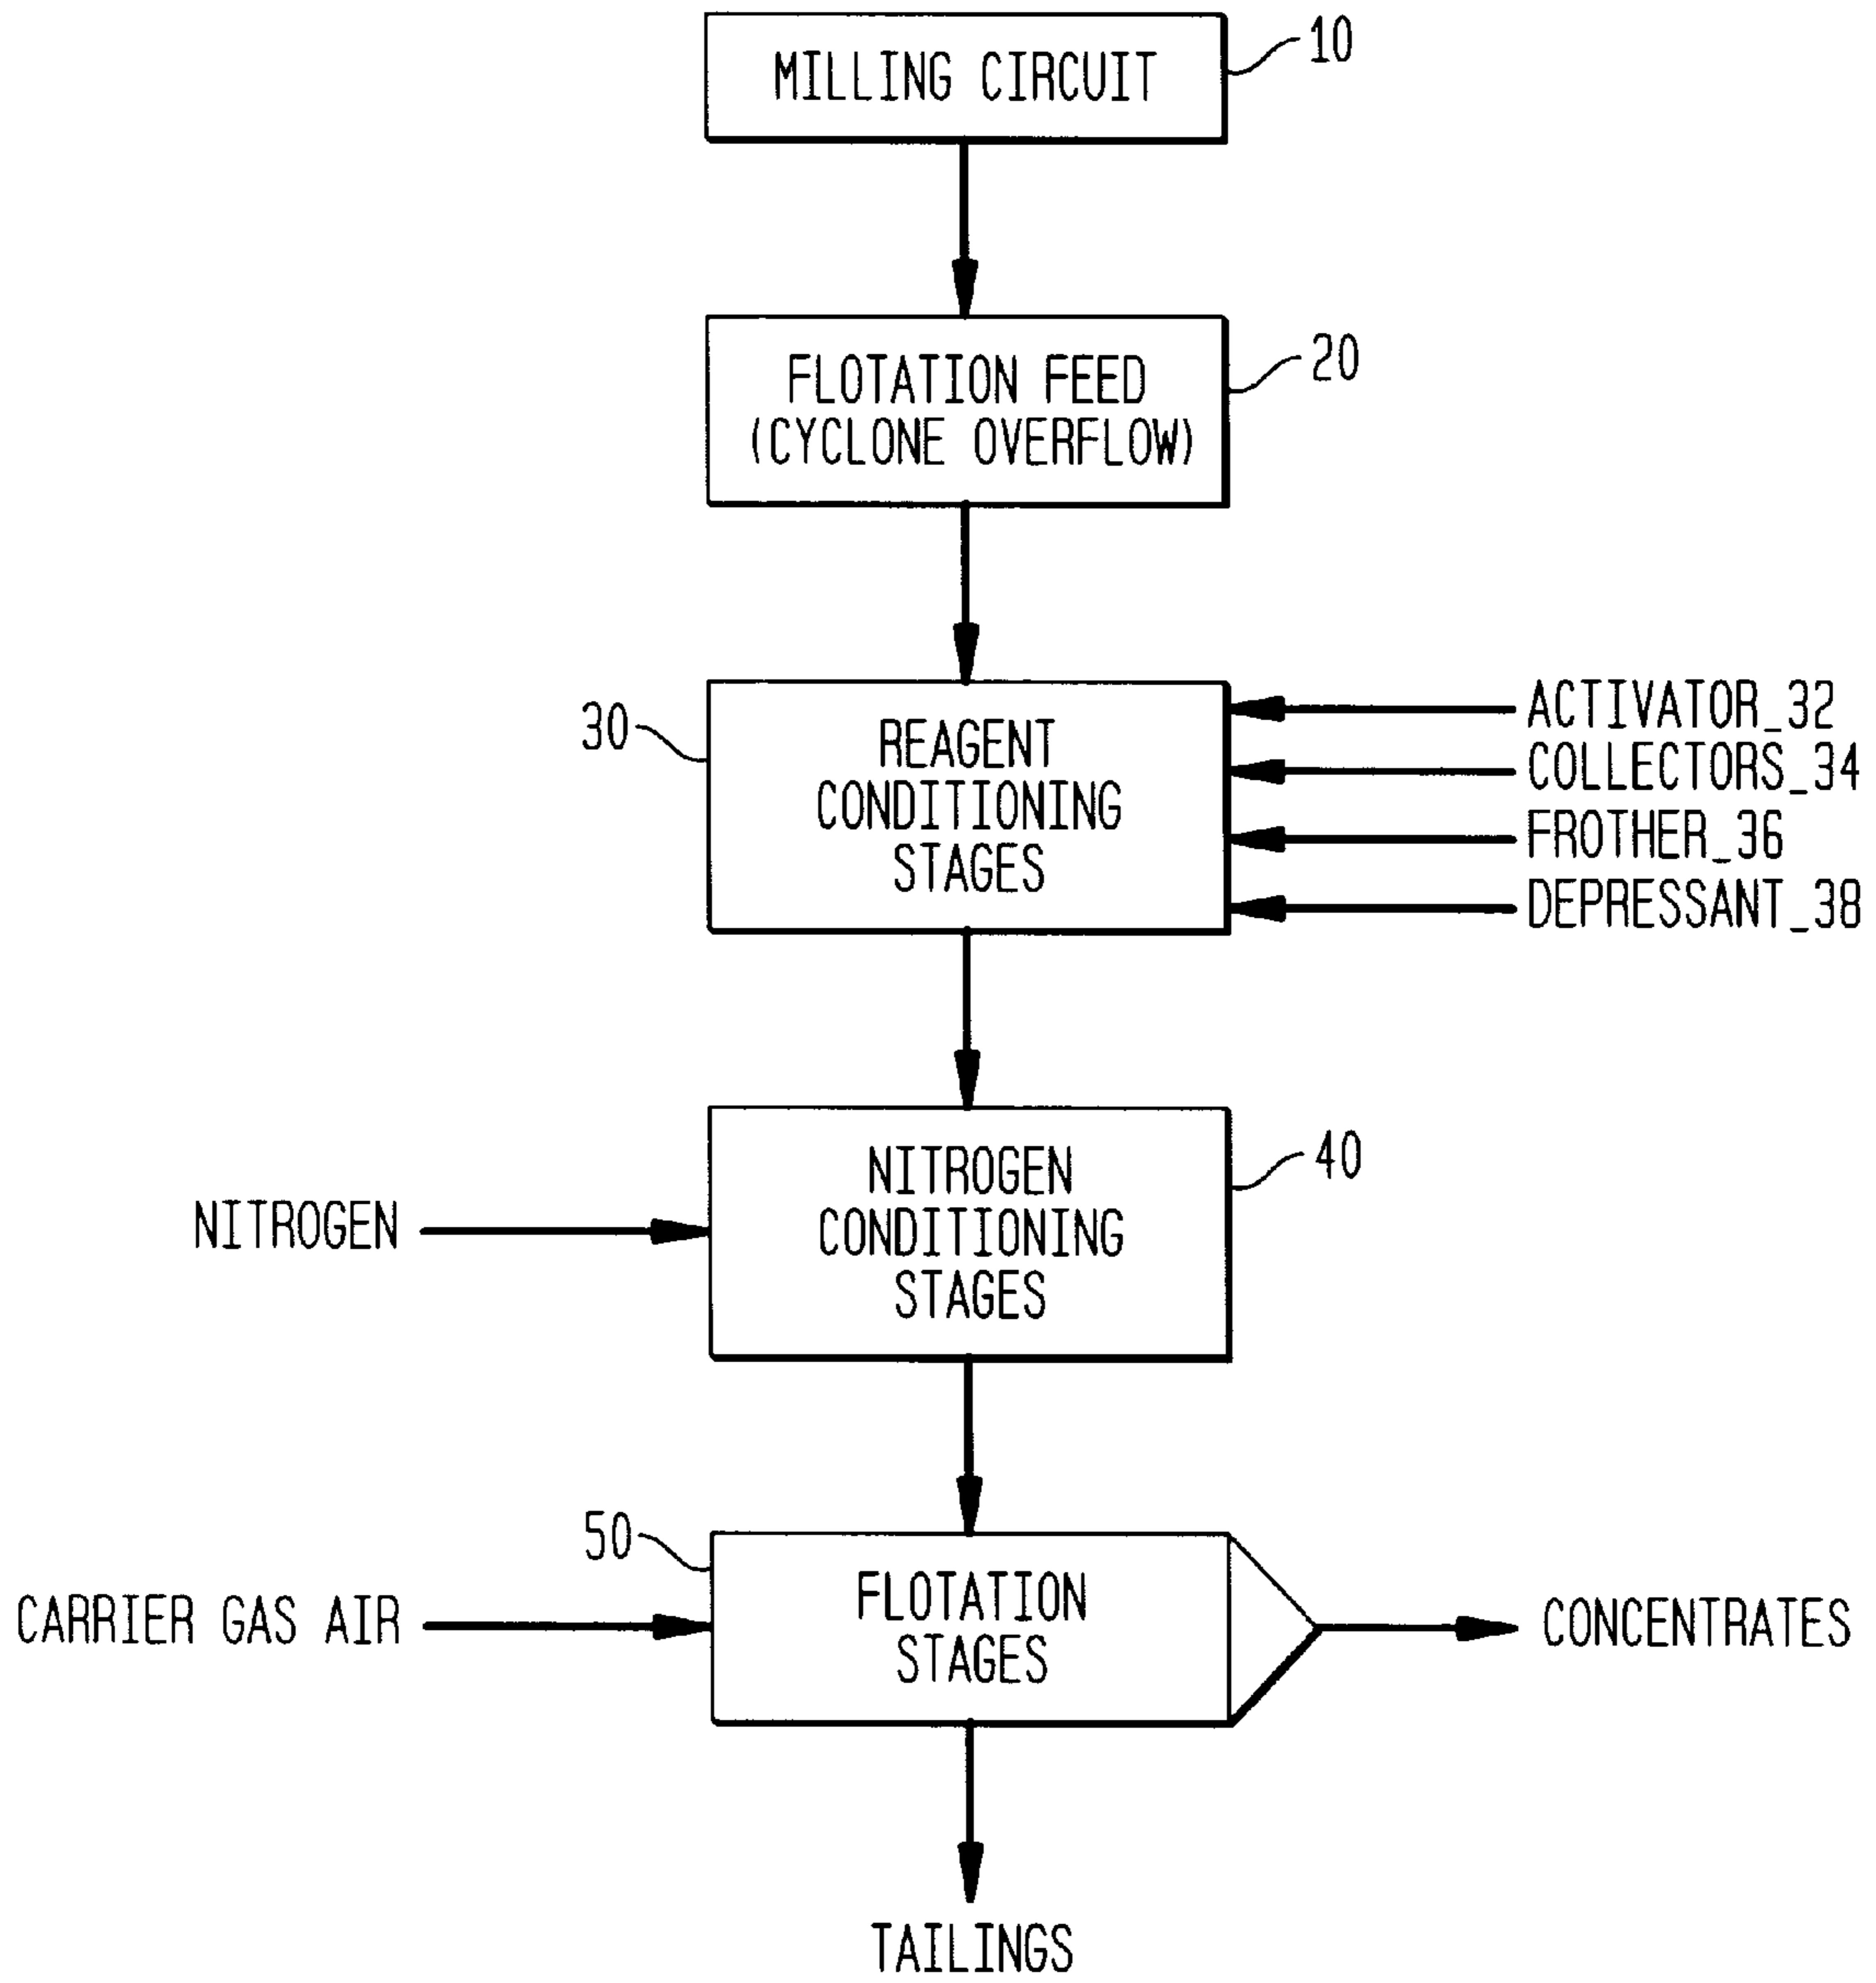 MILLING CIRCUIT
10
FLOTATION FEED
(CYCLONE OVERFLOW)
20
30
REAGENT
CONDITIONING
STAGES
ACTIVATOR_32
COLLECTORS_34
FROTHER_36
DEPRESSANT_38
NITROGEN
NITROGEN
CONDITIONING
STAGES
40
50
CARRIER GAS AIR
FLOTATION
STAGES
CONCENTRATES
TAILINGS